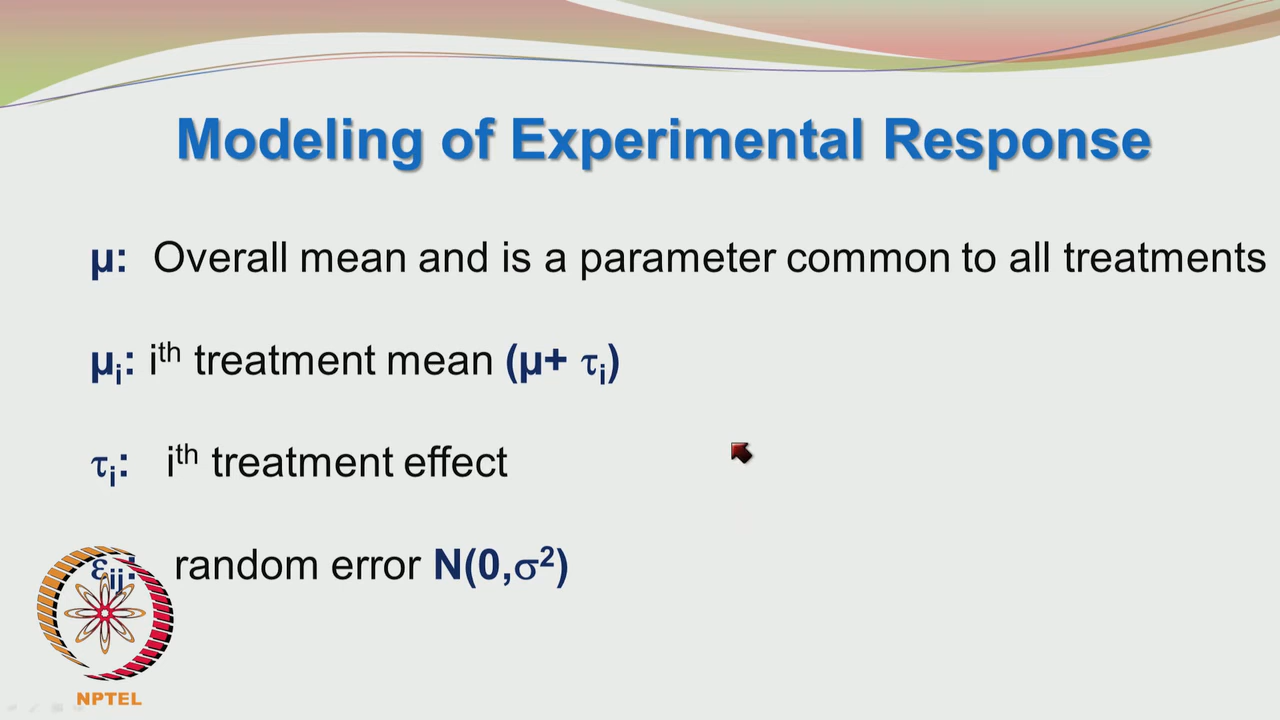 Modeling of Experimental Response
μ: Overall mean and is a parameter common to all treatments
μᵢ: iᵗʰ treatment mean (μ+ τᵢ)
τᵢ: iᵗʰ treatment effect
εᵢⱼ: random error N(0,σ²)
NPTEL